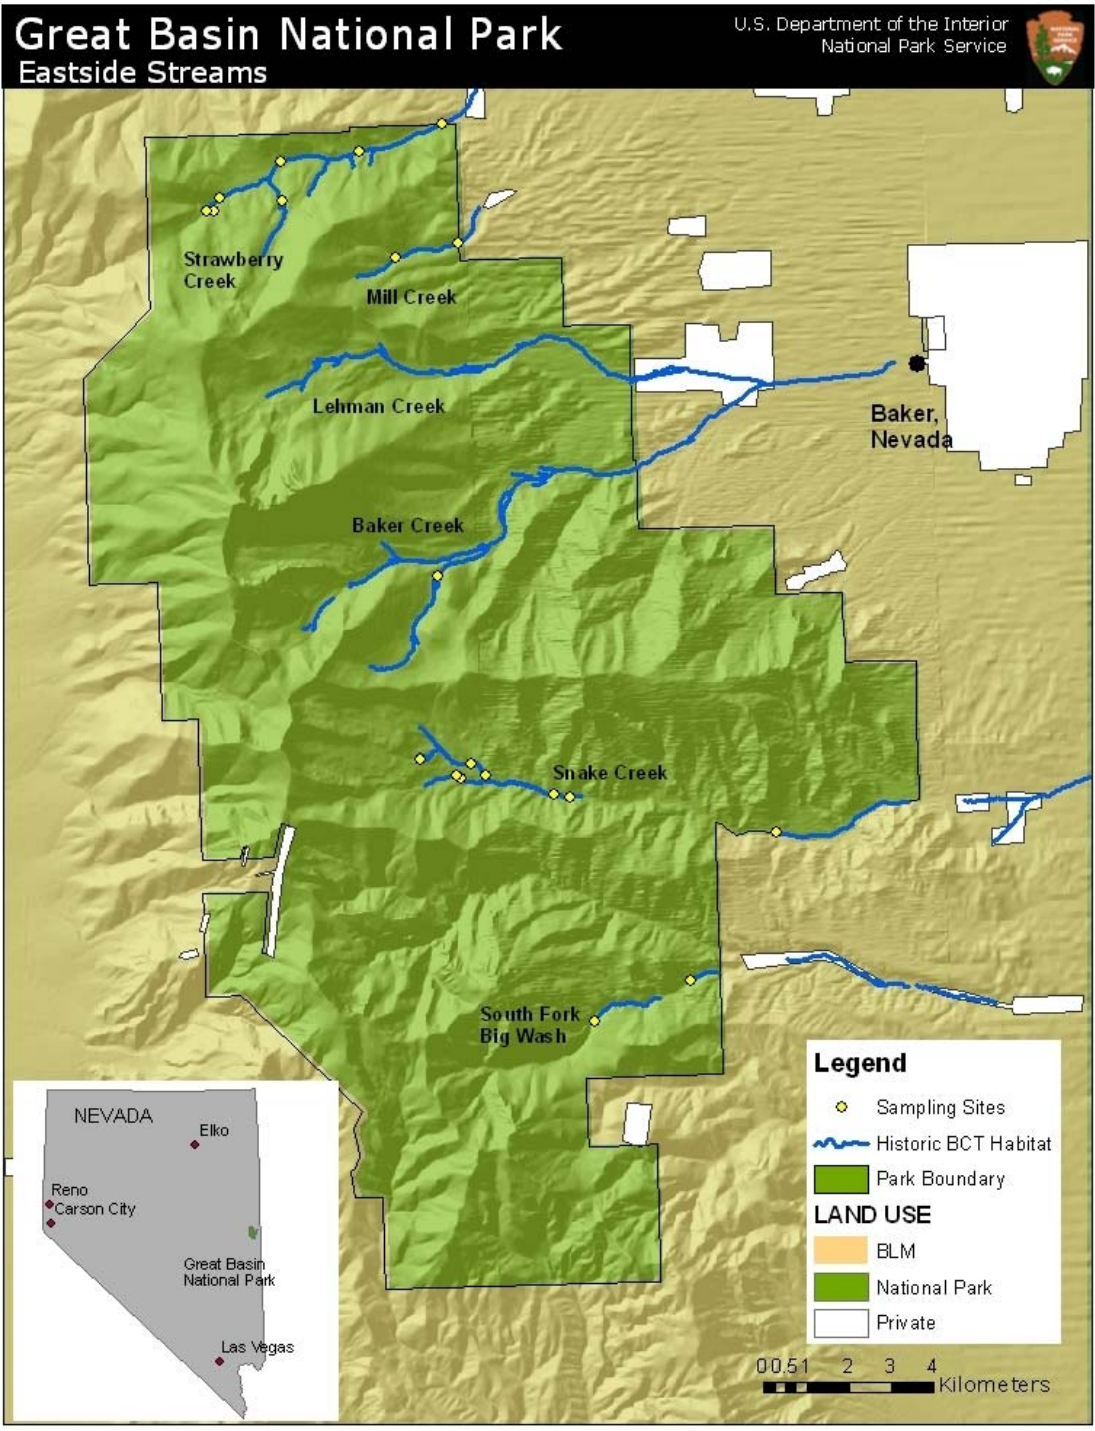 Great Basin National Park
Eastside Streams
U.S. Department of the Interior
National Park Service
Strawberry
Creek
Mill Creek
Lehman Creek
Baker,
Nevada
Baker Creek
Snake Creek
South Fork
Big Wash
NEVADA
Elko
Reno
Carson City
Great Basin
National Park
Las Vegas
Legend
Sampling Sites
Historic BCT Habitat
Park Boundary
LAND USE
BLM
National Park
Private
0 0.5 1 2 3 4
Kilometers